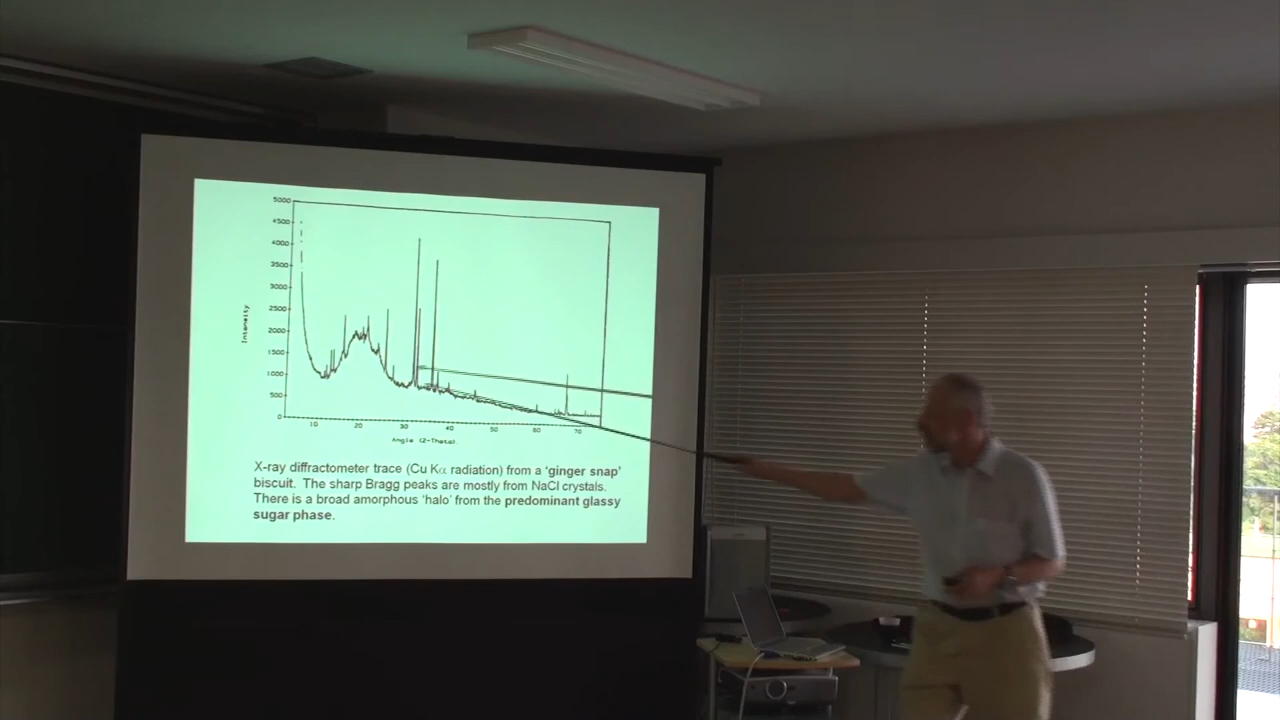 5000
4500
4000
3500
3000
2500
2000
1500
1000
500
0
Intensity
10 20 30 40 50 60 70
Angle (2-Theta).
X-ray diffractometer trace (Cu Kα radiation) from a ‘ginger snap’
biscuit. The sharp Bragg peaks are mostly from NaCl crystals.
There is a broad amorphous ‘halo’ from the predominant glassy
sugar phase.